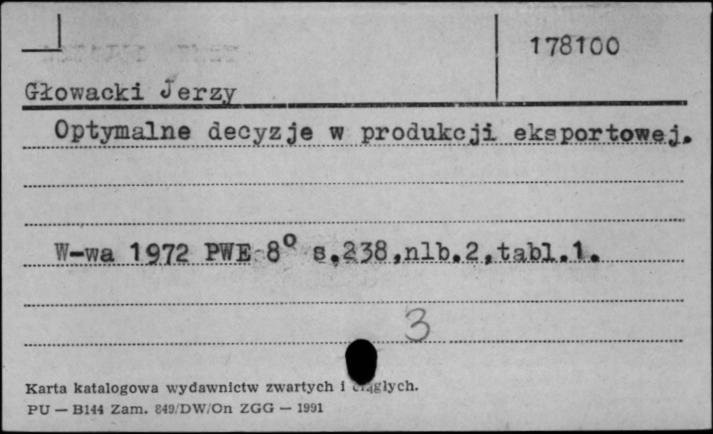 178100
Głowacki Jerzy
Optymalne decyzje w produkcji eksportowej.
W-wa 1972 PWE 8° s.238,nlb.2,tabl.1.
3
Karta katalogowa wydawnictw zwartych i ciągłych.
PU — B144 Zam. 849/DW/On ZGG — 1991